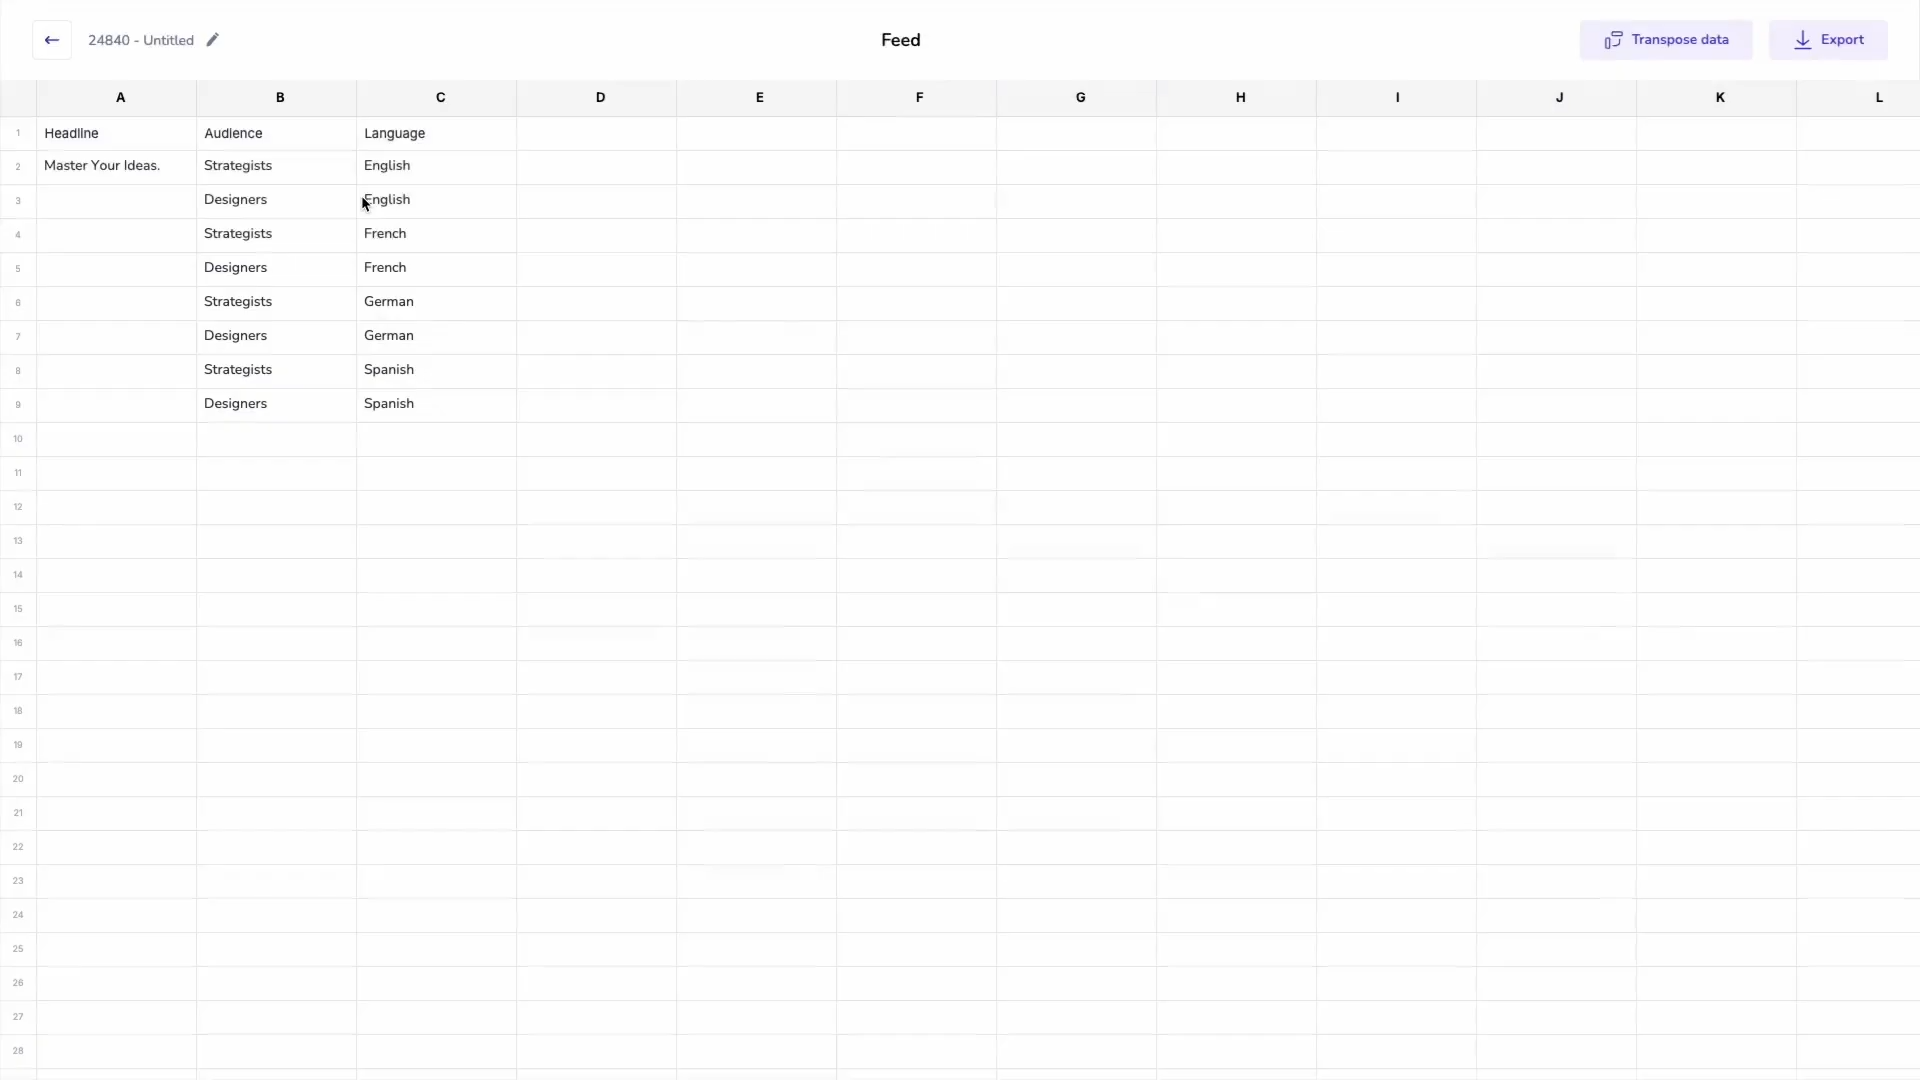 24840 - Untitled Feed Transpose data Export
A B C D E F G H I J K L
1 Headline Audience Language
2 Master Your Ideas. Strategists English
3 Designers English
4 Strategists French
5 Designers French
6 Strategists German
7 Designers German
8 Strategists Spanish
9 Designers Spanish
10
11
12
13
14
15
16
17
18
19
20
21
22
23
24
25
26
27
28